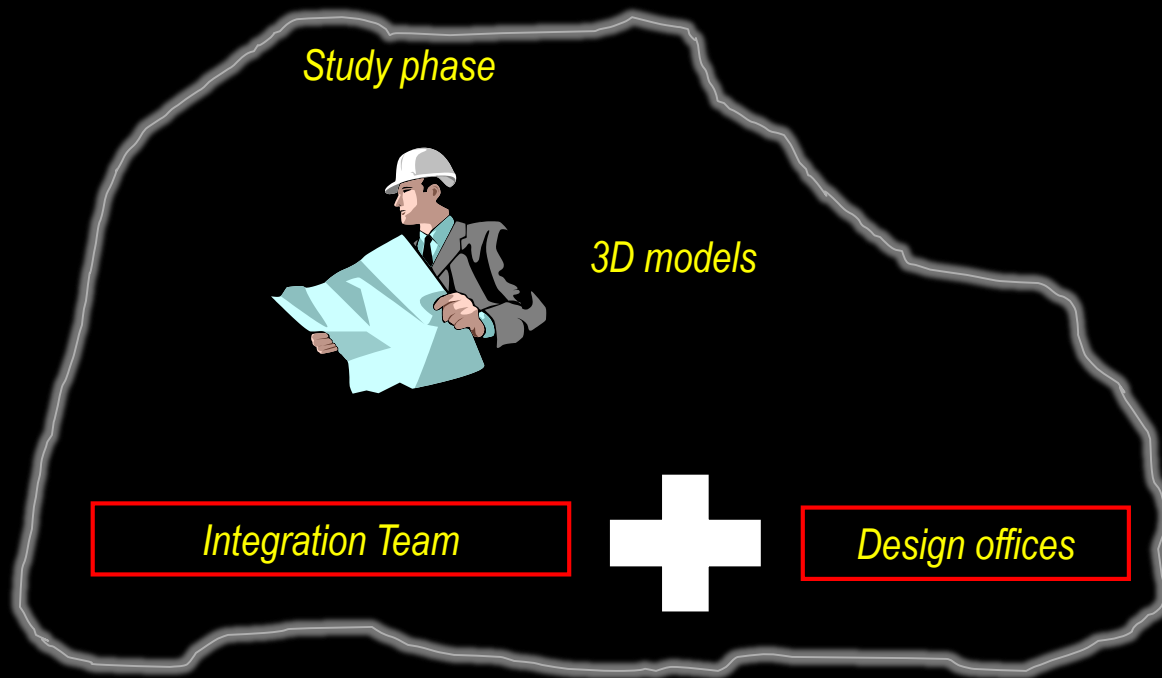 Study phase
3D models
Integration Team
Design offices